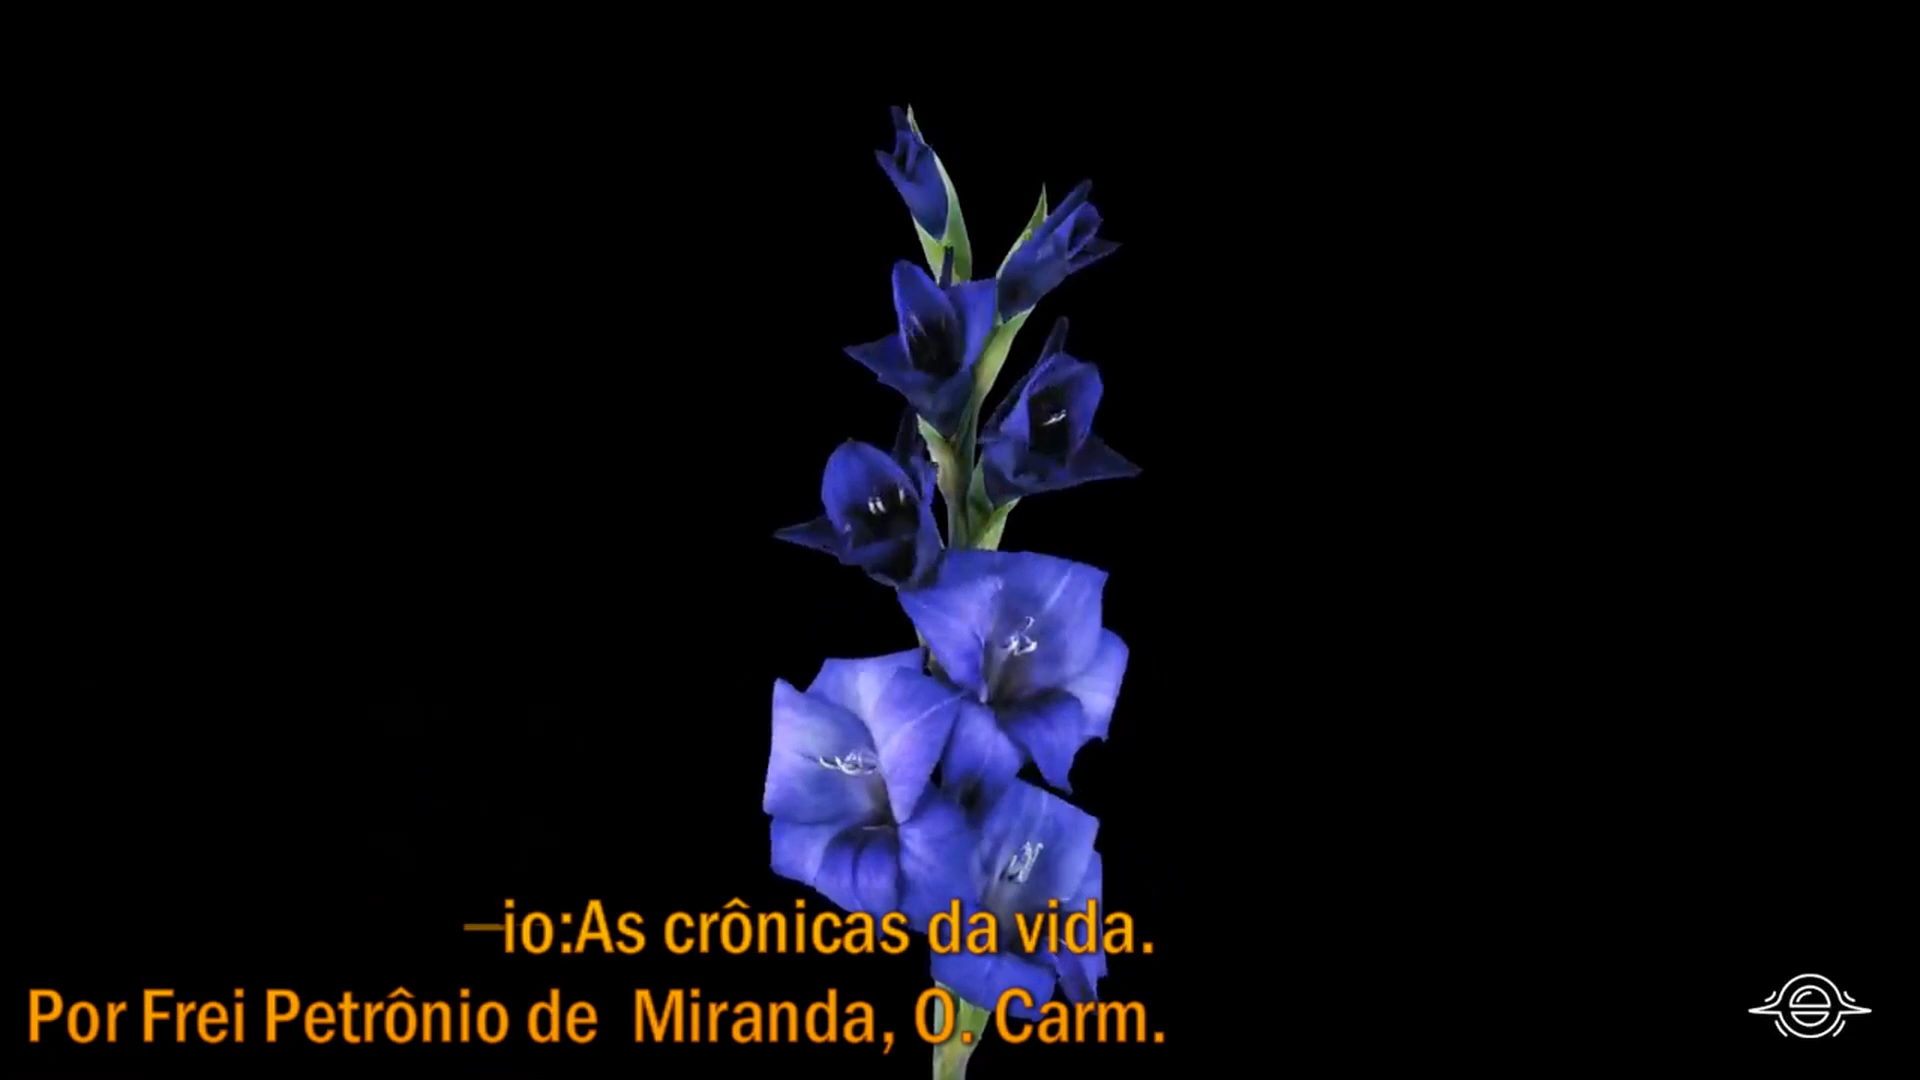 io:As crônicas da vida.
Por Frei Petrônio de Miranda, O. Carm.